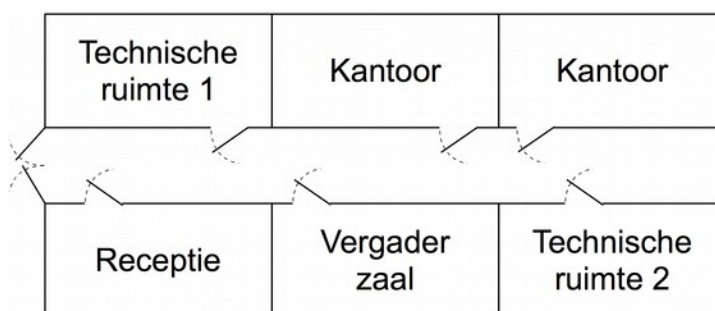 Technische
ruimte 1
Kantoor
Kantoor
Receptie
Vergader
zaal
Technische
ruimte 2